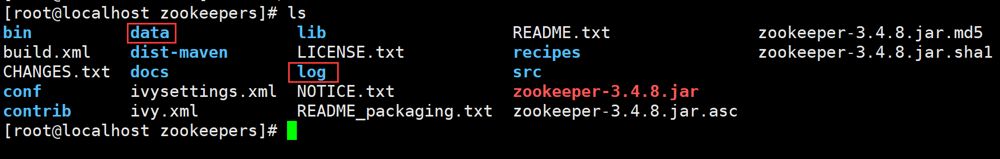 [root@localhost zookeepers]# ls
bin data lib README.txt zookeeper-3.4.8.jar.md5
build.xml dist-maven LICENSE.txt recipes zookeeper-3.4.8.jar.sha1
CHANGES.txt docs log src
conf ivysettings.xml NOTICE.txt zookeeper-3.4.8.jar
contrib ivy.xml README_packaging.txt zookeeper-3.4.8.jar.asc
[root@localhost zookeepers]#